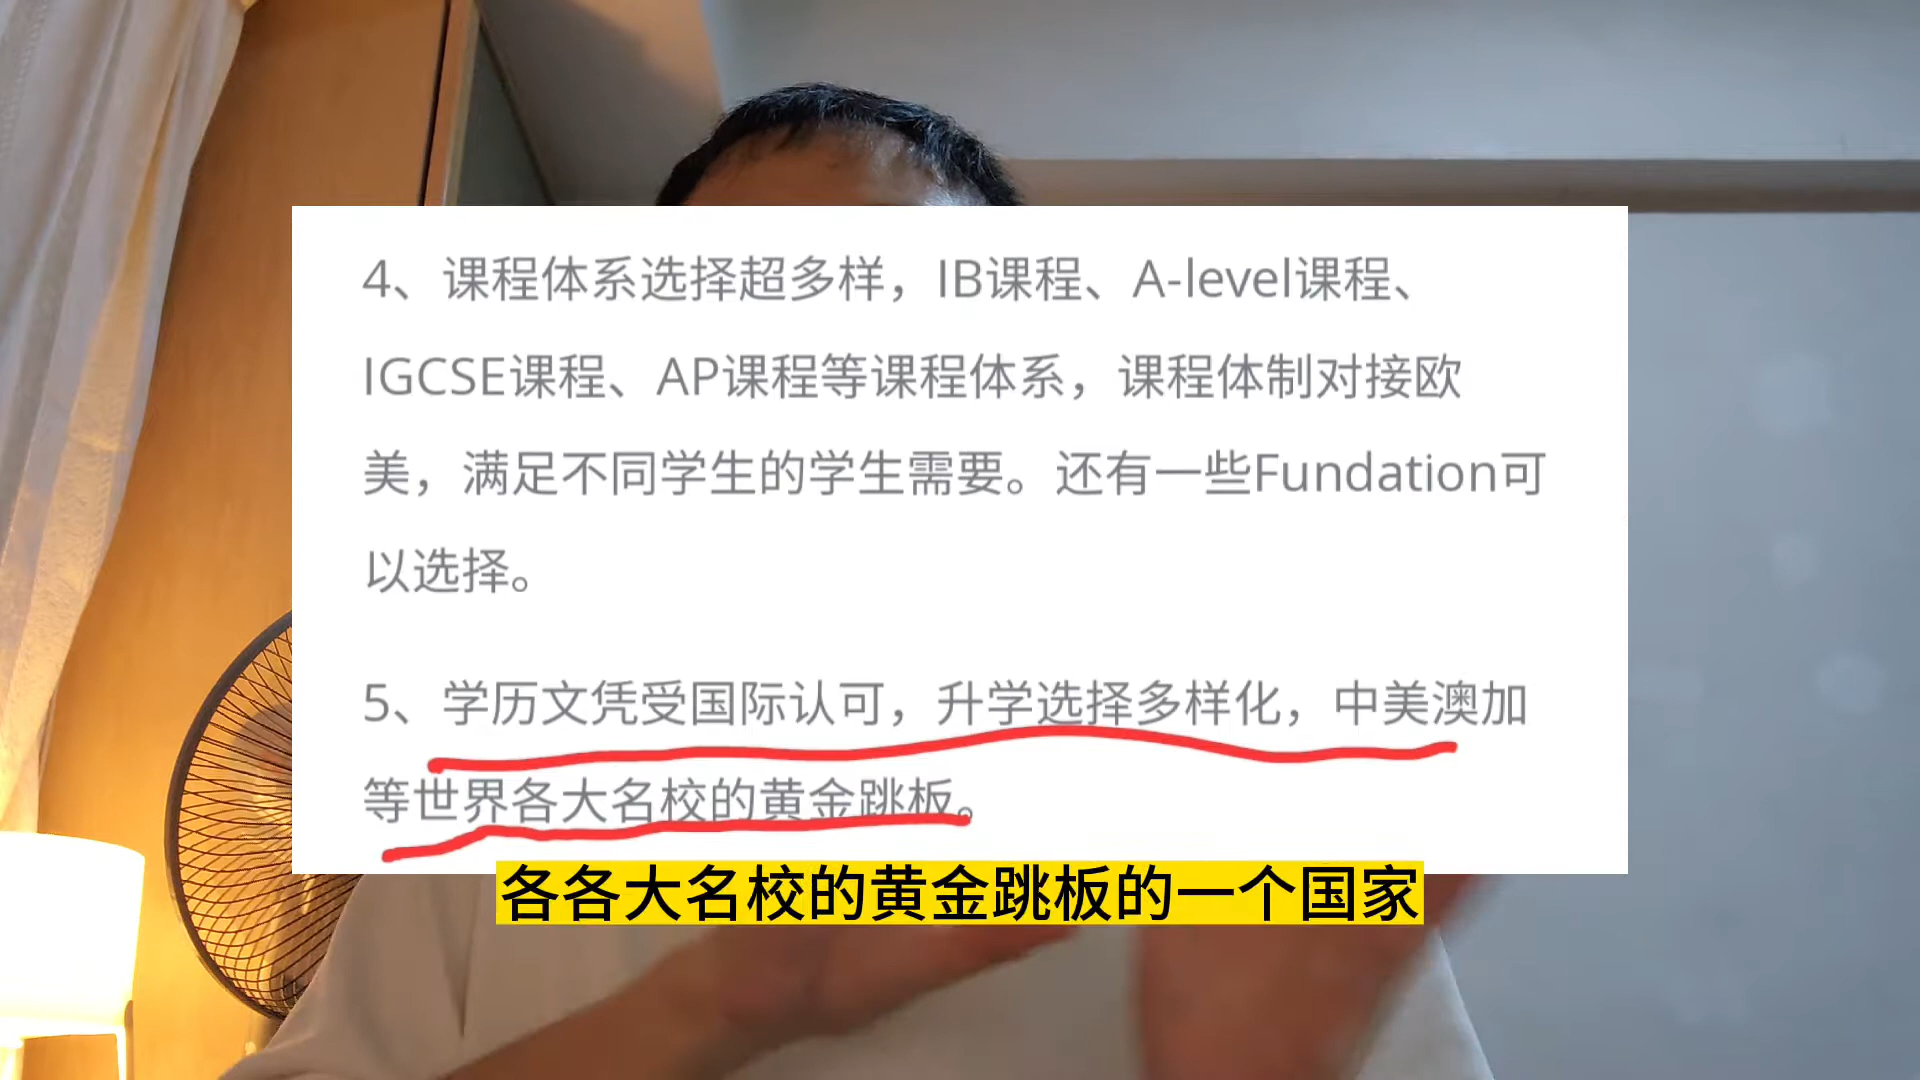 4、课程体系选择超多样，IB课程、A-level课程、
IGCSE课程、AP课程等课程体系，课程体制对接欧
美，满足不同学生的学生需要。还有一些Fundation可
以选择。
5、学历文凭受国际认可，升学选择多样化，中美澳加
等世界各大名校的黄金跳板。
各各大名校的黄金跳板的一个国家